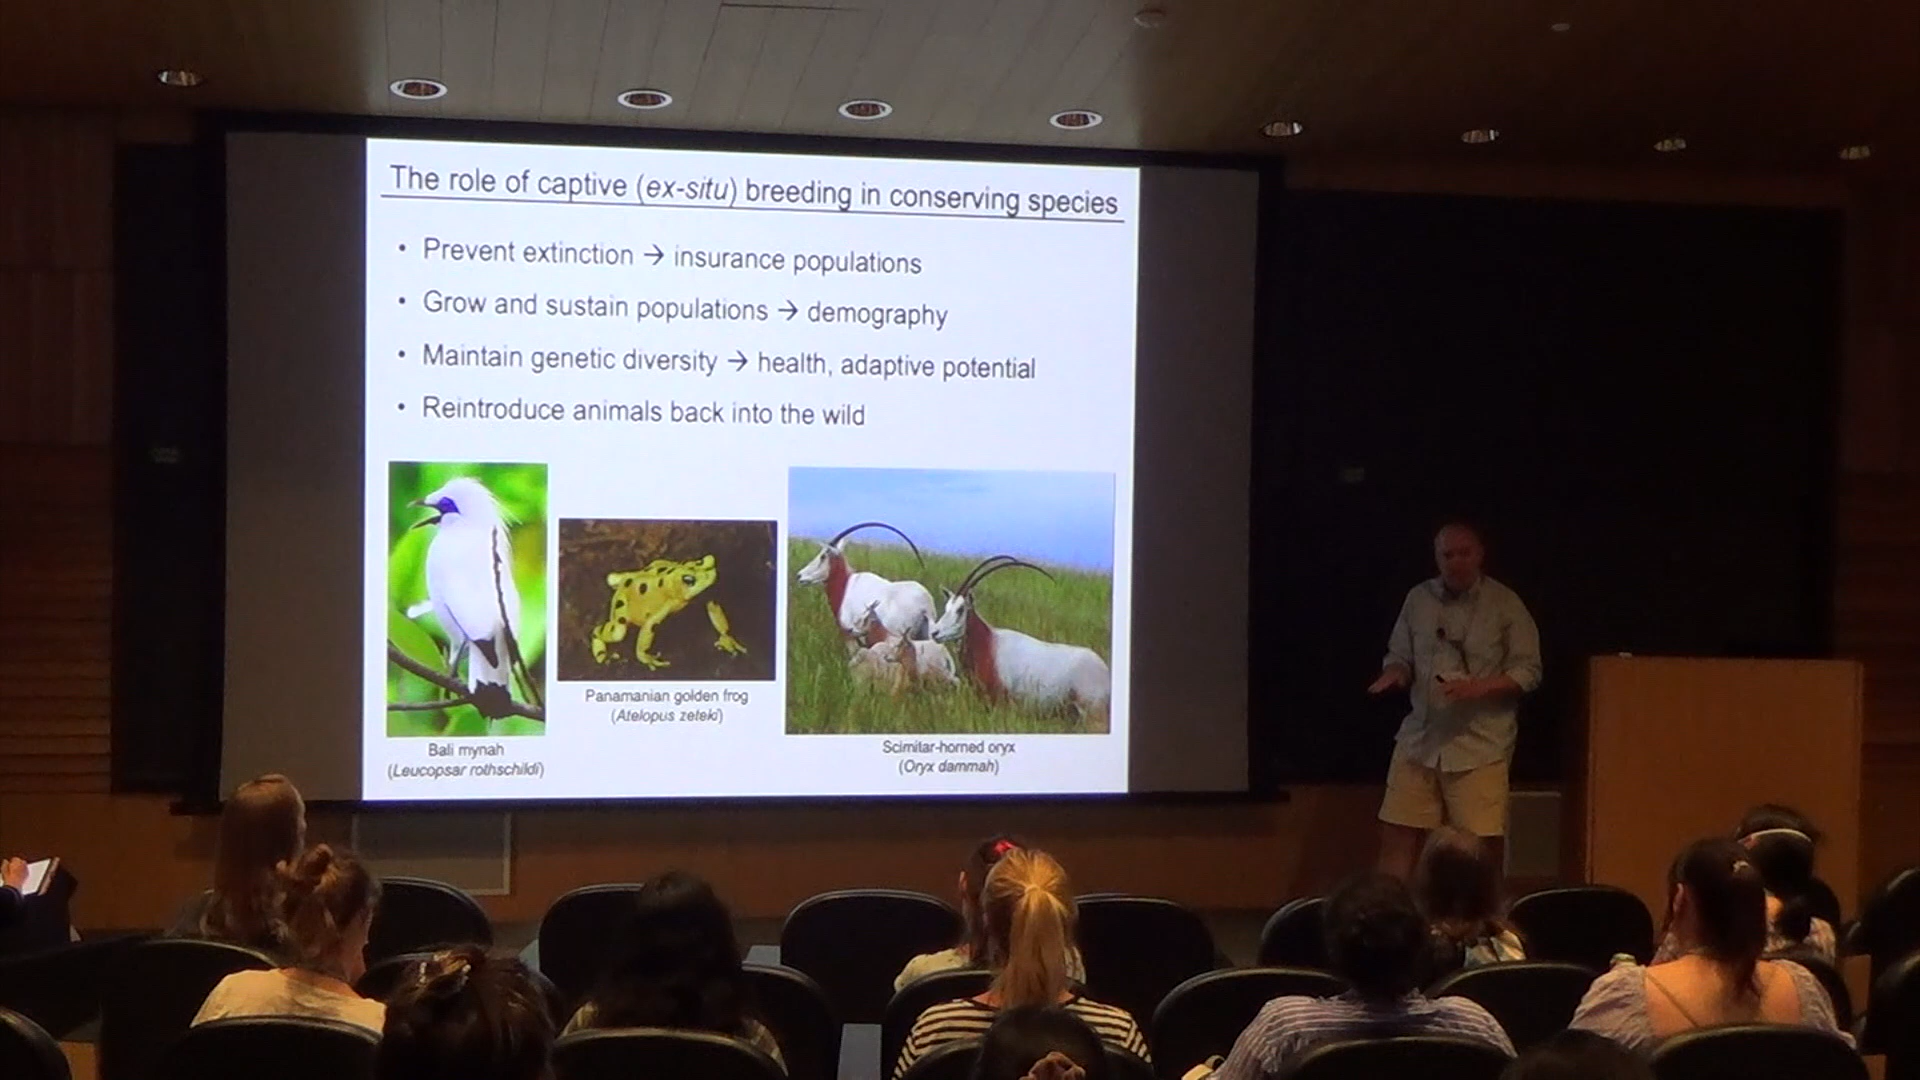 The role of captive (ex-situ) breeding in conserving species
• Prevent extinction → insurance populations
• Grow and sustain populations → demography
• Maintain genetic diversity → health, adaptive potential
• Reintroduce animals back into the wild
Panamanian golden frog
(Atelopus zeteki)
Bali mynah
(Leucopsar rothschildi)
Scimitar-horned oryx
(Oryx dammah)